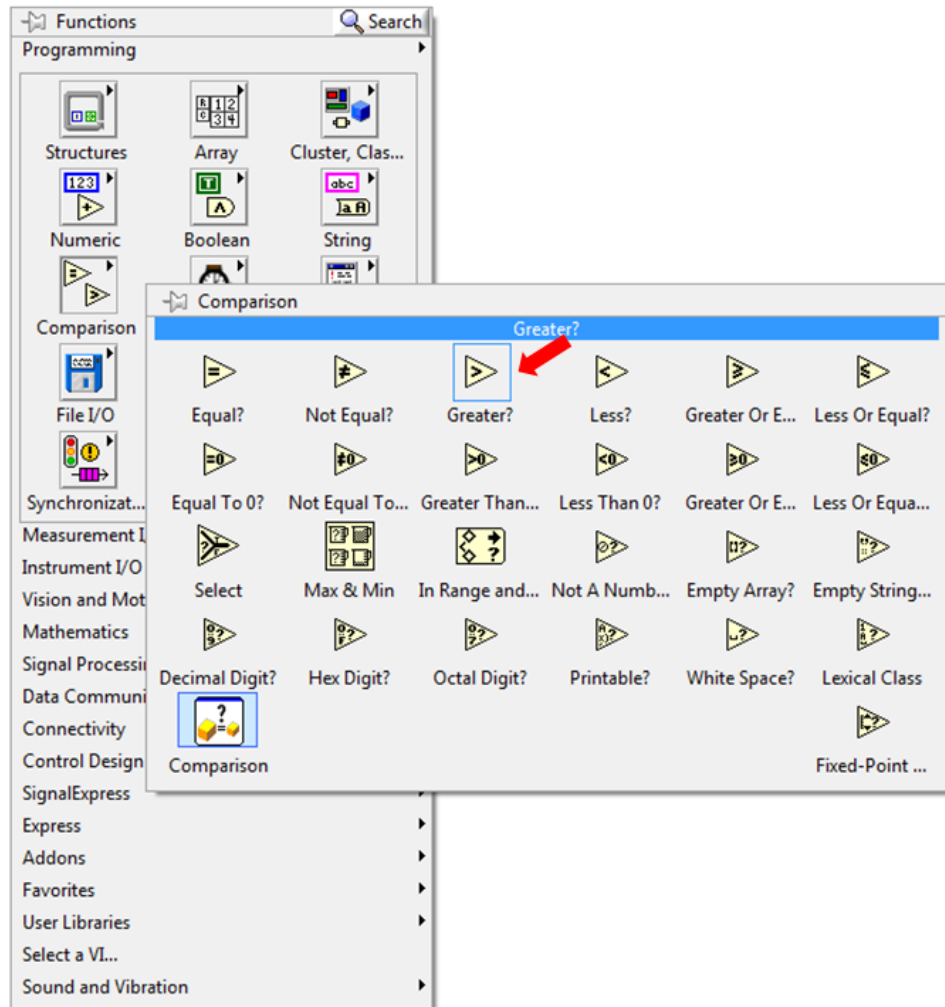 Functions
Search
Programming
Structures
Array
Cluster, Clas...
Numeric
Boolean
String
Comparison
File I/O
Synchronizat...
Measurement I
Instrument I/O
Vision and Mot
Mathematics
Signal Processi
Data Communi
Connectivity
Control Design
SignalExpress
Express
Addons
Favorites
User Libraries
Select a VI...
Sound and Vibration
Comparison
Greater?
Equal?
Not Equal?
Greater?
Less?
Greater Or E...
Less Or Equal?
Equal To 0?
Not Equal To...
Greater Than...
Less Than 0?
Greater Or E...
Less Or Equa...
Select
Max & Min
In Range and...
Not A Numb...
Empty Array?
Empty String...
Decimal Digit?
Hex Digit?
Octal Digit?
Printable?
White Space?
Lexical Class
Comparison
Fixed-Point ...